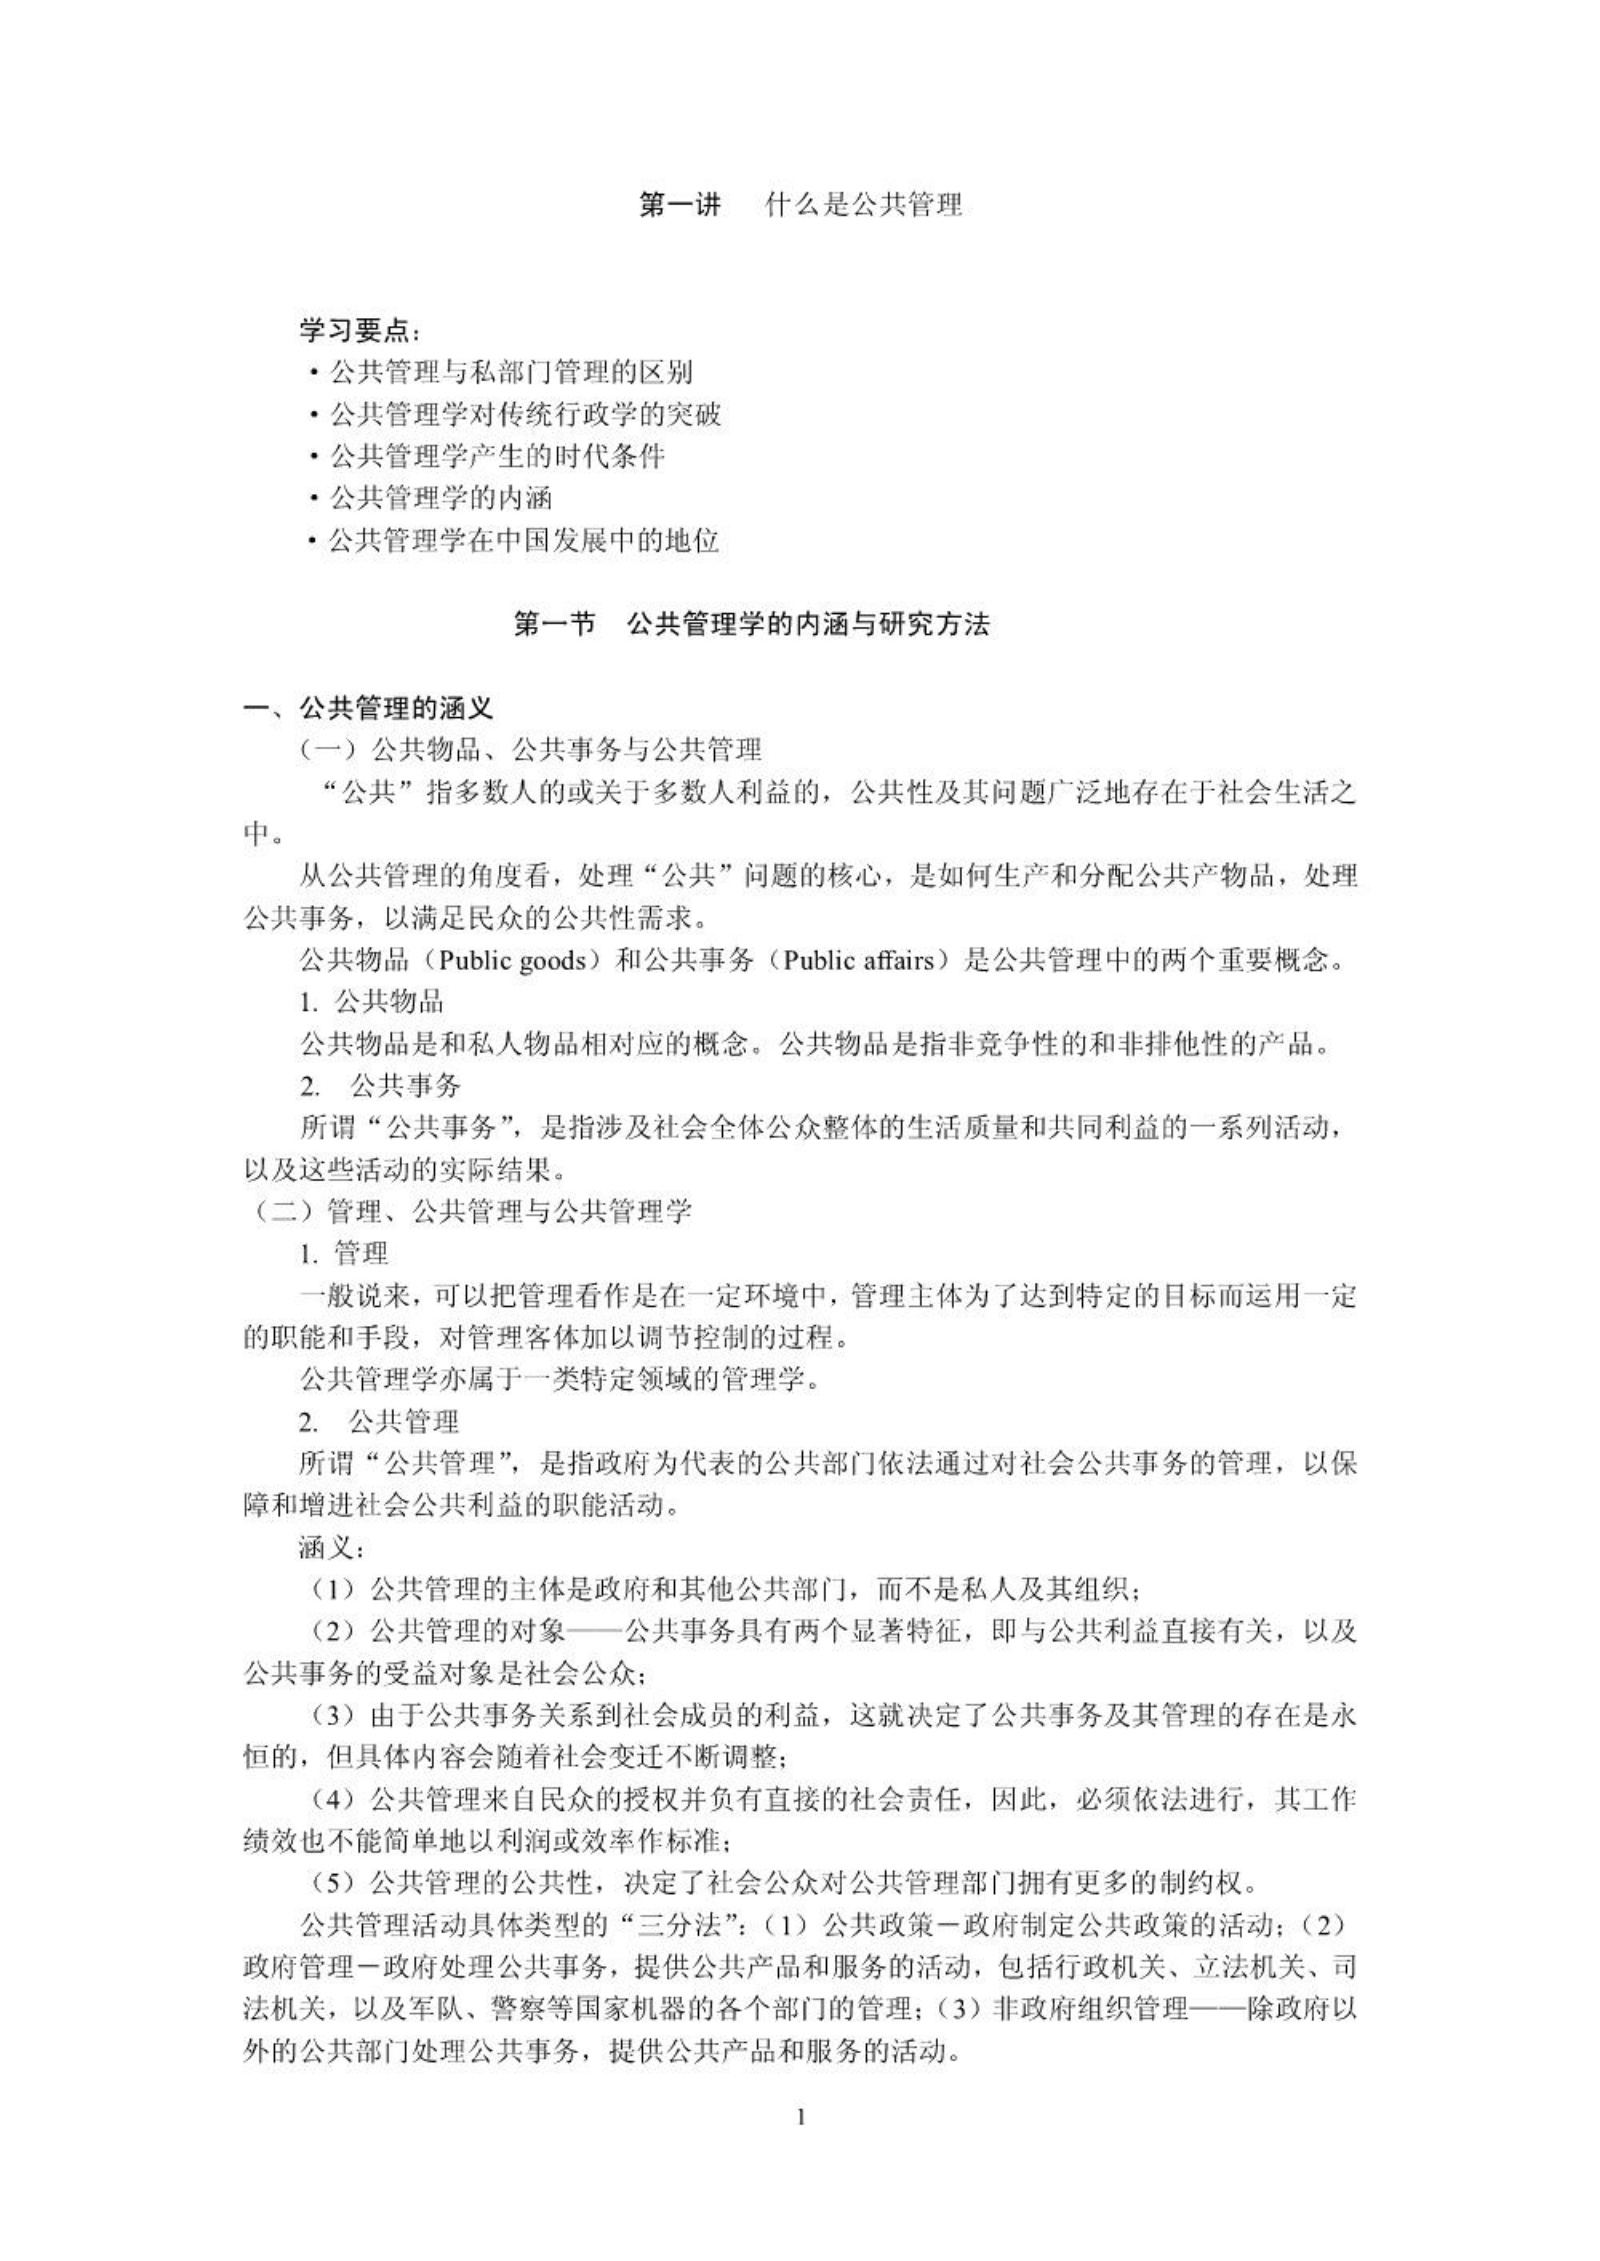 第一讲 什么是公共管理
学习要点：
·公共管理与私部门管理的区别
·公共管理学对传统行政学的突破
·公共管理学产生的时代条件
·公共管理学的内涵
·公共管理学在中国发展中的地位
第一节 公共管理学的内涵与研究方法
一、公共管理的涵义
（一）公共物品、公共事务与公共管理
“公共”指多数人的或关于多数人利益的，公共性及其问题广泛地存在于社会生活之
中。
从公共管理的角度看，处理“公共”问题的核心，是如何生产和分配公共产物品，处理
公共事务，以满足民众的公共性需求。
公共物品（Public goods）和公共事务（Public affairs）是公共管理中的两个重要概念。
1. 公共物品
公共物品是和私人物品相对应的概念。公共物品是指非竞争性的和非排他性的产品。
2. 公共事务
所谓“公共事务”，是指涉及社会全体公众整体的生活质量和共同利益的一系列活动，
以及这些活动的实际结果。
（二）管理、公共管理与公共管理学
1. 管理
一般说来，可以把管理看作是在一定环境中，管理主体为了达到特定的目标而运用一定
的职能和手段，对管理客体加以调节控制的过程。
公共管理学亦属于一类特定领域的管理学。
2. 公共管理
所谓“公共管理”，是指政府为代表的公共部门依法通过对社会公共事务的管理，以保
障和增进社会公共利益的职能活动。
涵义：
（1）公共管理的主体是政府和其他公共部门，而不是私人及其组织；
（2）公共管理的对象——公共事务具有两个显著特征，即与公共利益直接有关，以及
公共事务的受益对象是社会公众；
（3）由于公共事务关系到社会成员的利益，这就决定了公共事务及其管理的存在是永
恒的，但具体内容会随着社会变迁不断调整；
（4）公共管理来自民众的授权并负有直接的社会责任，因此，必须依法进行，其工作
绩效也不能简单地以利润或效率作标准；
（5）公共管理的公共性，决定了社会公众对公共管理部门拥有更多的制约权。
公共管理活动具体类型的“三分法”：（1）公共政策－政府制定公共政策的活动；（2）
政府管理－政府处理公共事务，提供公共产品和服务的活动，包括行政机关、立法机关、司
法机关，以及军队、警察等国家机器的各个部门的管理；（3）非政府组织管理——除政府以
外的公共部门处理公共事务，提供公共产品和服务的活动。
1